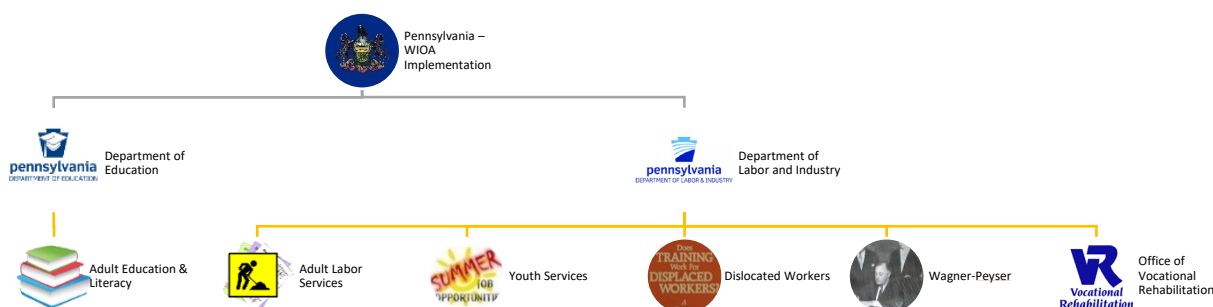 Pennsylvania –
WIOA
Implementation
pennsylvania
DEPARTMENT OF EDUCATION
Department of
Education
pennsylvania
DEPARTMENT OF LABOR & INDUSTRY
Department of
Labor and Industry
Adult Education &
Literacy
Adult Labor
Services
SUMMER
JOB
OPPORTUNITIE
Youth Services
Does
TRAINING
Work For
DISPLACED
WORKERS?
A
Dislocated Workers
Wagner-Peyser
VR
Vocational
Rehabilitation
Office of
Vocational
Rehabilitation